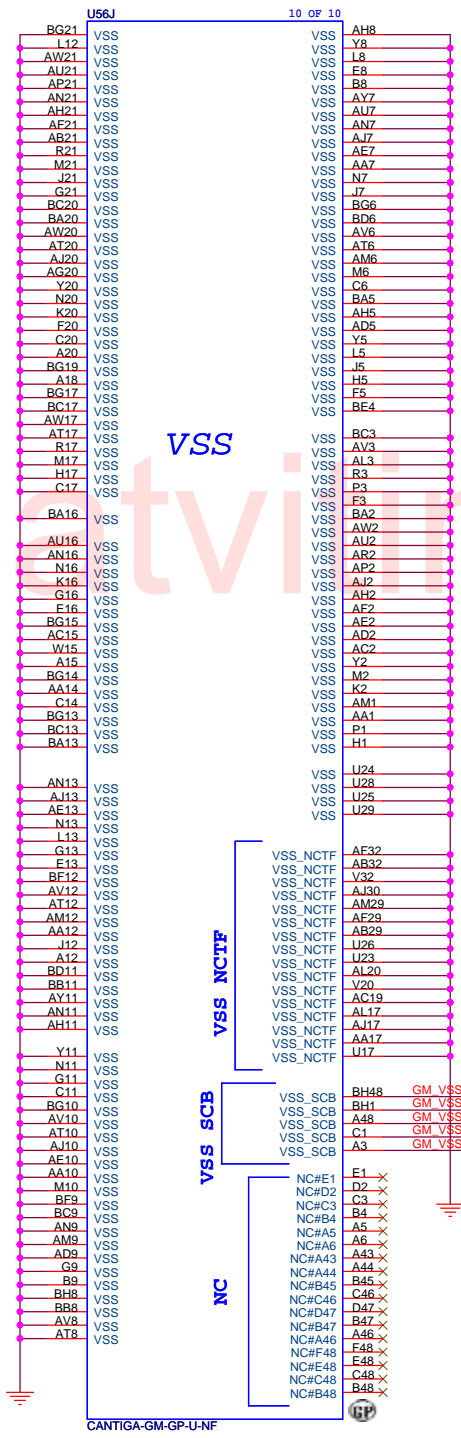 U56J 10 OF 10
BG21 VSS VSS AH8
L12 VSS VSS Y8
AW21 VSS VSS L8
AU21 VSS VSS E8
AP21 VSS VSS B8
AN21 VSS VSS AY7
AH21 VSS VSS AU7
AF21 VSS VSS AN7
AB21 VSS VSS AJ7
R21 VSS VSS AE7
M21 VSS VSS AA7
J21 VSS VSS N7
G21 VSS VSS J7
BC20 VSS VSS BG6
BA20 VSS VSS BD6
AW20 VSS VSS AV6
AT20 VSS VSS AT6
AJ20 VSS VSS AM6
AG20 VSS VSS M6
Y20 VSS VSS C6
N20 VSS VSS BA5
K20 VSS VSS AH5
F20 VSS VSS AD5
C20 VSS VSS Y5
A20 VSS VSS L5
BG19 VSS VSS J5
A18 VSS VSS H5
BG17 VSS VSS F5
BC17 VSS VSS BE4
AW17 VSS
AT17 VSS VSS BC3
R17 VSS VSS AV3
M17 VSS VSS AL3
H17 VSS VSS R3
C17 VSS VSS P3
VSS F3
BA16 VSS VSS BA2
VSS AW2
AU16 VSS VSS AU2
AN16 VSS VSS AR2
N16 VSS VSS AP2
K16 VSS VSS AJ2
G16 VSS VSS AH2
E16 VSS VSS AF2
BG15 VSS VSS AE2
AC15 VSS VSS AD2
W15 VSS VSS AC2
A15 VSS VSS Y2
BG14 VSS VSS M2
AA14 VSS VSS K2
C14 VSS VSS AM1
BG13 VSS VSS AA1
BC13 VSS VSS P1
BA13 VSS VSS H1
VSS
VSS U24
AN13 VSS VSS U28
AJ13 VSS VSS U25
AE13 VSS VSS U29
N13 VSS
L13 VSS
G13 VSS VSS_NCTF AF32
E13 VSS VSS_NCTF AB32
BF12 VSS VSS_NCTF V32
AV12 VSS VSS_NCTF AJ30
AT12 VSS VSS_NCTF AM29
AM12 VSS VSS_NCTF AF29
AA12 VSS VSS_NCTF AB29
J12 VSS VSS_NCTF U26
A12 VSS VSS_NCTF U23
BD11 VSS VSS_NCTF AL20
BB11 VSS VSS_NCTF V20
AY11 VSS VSS_NCTF AC19
AN11 VSS VSS_NCTF AL17
AH11 VSS VSS_NCTF AJ17
VSS_NCTF AA17
Y11 VSS VSS_NCTF U17
VSS NCTF
N11 VSS
G11 VSS
C11 VSS VSS_SCB BH48 GM_VSS
BG10 VSS VSS_SCB BH1 GM_VSS
AV10 VSS VSS_SCB A48 GM_VSS
AT10 VSS VSS_SCB C1 GM_VSS
AJ10 VSS VSS_SCB A3 GM_VSS
VSS SCB
AE10 VSS
AA10 VSS NC#E1 E1
M10 VSS NC#D2 D2
BF9 VSS NC#C3 C3
BC9 VSS NC#B4 B4
AN9 VSS NC#A5 A5
AM9 VSS NC#A6 A6
AD9 VSS NC#A43 A43
G9 VSS NC#A44 A44
B9 VSS NC#B45 B45
BH8 VSS NC#C46 C46
BB8 VSS NC#D47 D47
AV8 VSS NC#B47 B47
AT8 VSS NC#A46 A46
NC#F48 F48
NC#E48 E48
NC#C48 C48
NC#B48 B48
NC
GP
CANTIGA-GM-GP-U-NF